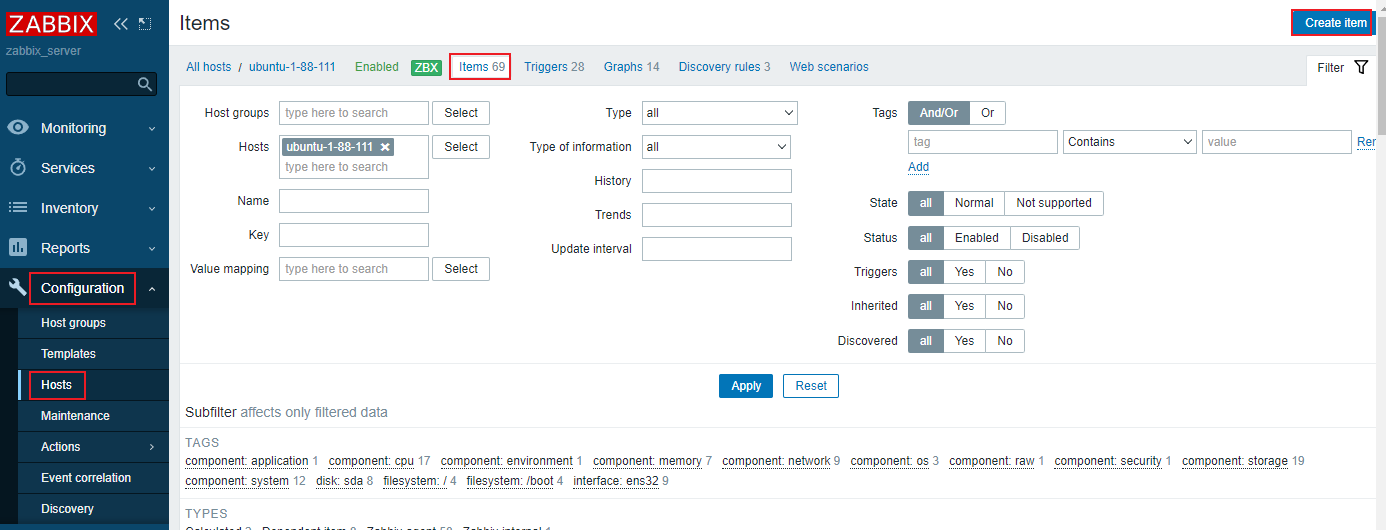 ZABBIX
zabbix_server
Monitoring
Services
Inventory
Reports
Configuration
Host groups
Templates
Hosts
Maintenance
Actions
Event correlation
Discovery
Items
Create item
All hosts / ubuntu-1-88-111 Enabled ZBX Items 69 Triggers 28 Graphs 14 Discovery rules 3 Web scenarios
Filter
Host groups type here to search Select
Hosts ubuntu-1-88-111 Select
type here to search
Name
Key
Value mapping type here to search Select
Type all
Type of information all
History
Trends
Update interval
Tags And/Or Or
tag Contains value Rem
Add
State all Normal Not supported
Status all Enabled Disabled
Triggers all Yes No
Inherited all Yes No
Discovered all Yes No
Apply Reset
Subfilter affects only filtered data
TAGS
component: application 1 component: cpu 17 component: environment 1 component: memory 7 component: network 9 component: os 3 component: raw 1 component: security 1 component: storage 19
component: system 12 disk: sda 8 filesystem: / 4 filesystem: /boot 4 interface: ens32 9
TYPES